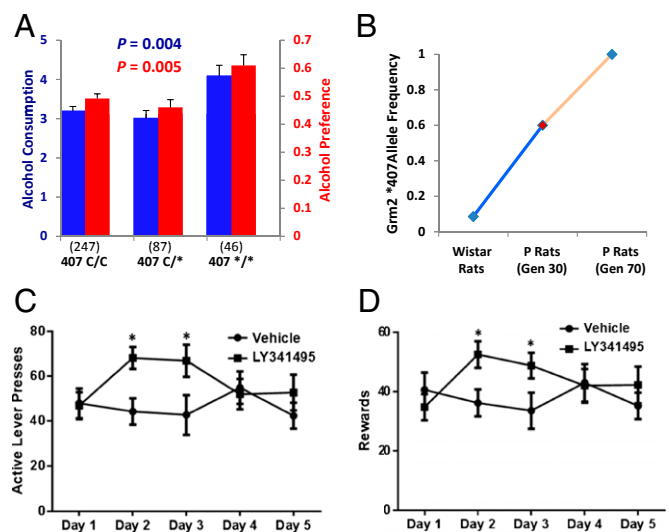 A
P = 0.004
P = 0.005
Alcohol Consumption
Alcohol Preference
5
4
3
2
1
0
0.7
0.6
0.5
0.4
0.3
0.2
0.1
0
(247)
(87)
(46)
407 C/C
407 C/*
407 */*
B
Grm2 *407Allele Frequency
1
0.8
0.6
0.4
0.2
0
Wistar Rats
P Rats (Gen 30)
P Rats (Gen 70)
C
Active Lever Presses
80
60
40
20
0
Vehicle
LY341495
*
*
Day 1 Day 2 Day 3 Day 4 Day 5
D
Rewards
60
40
20
0
Vehicle
LY341495
*
*
Day 1 Day 2 Day 3 Day 4 Day 5